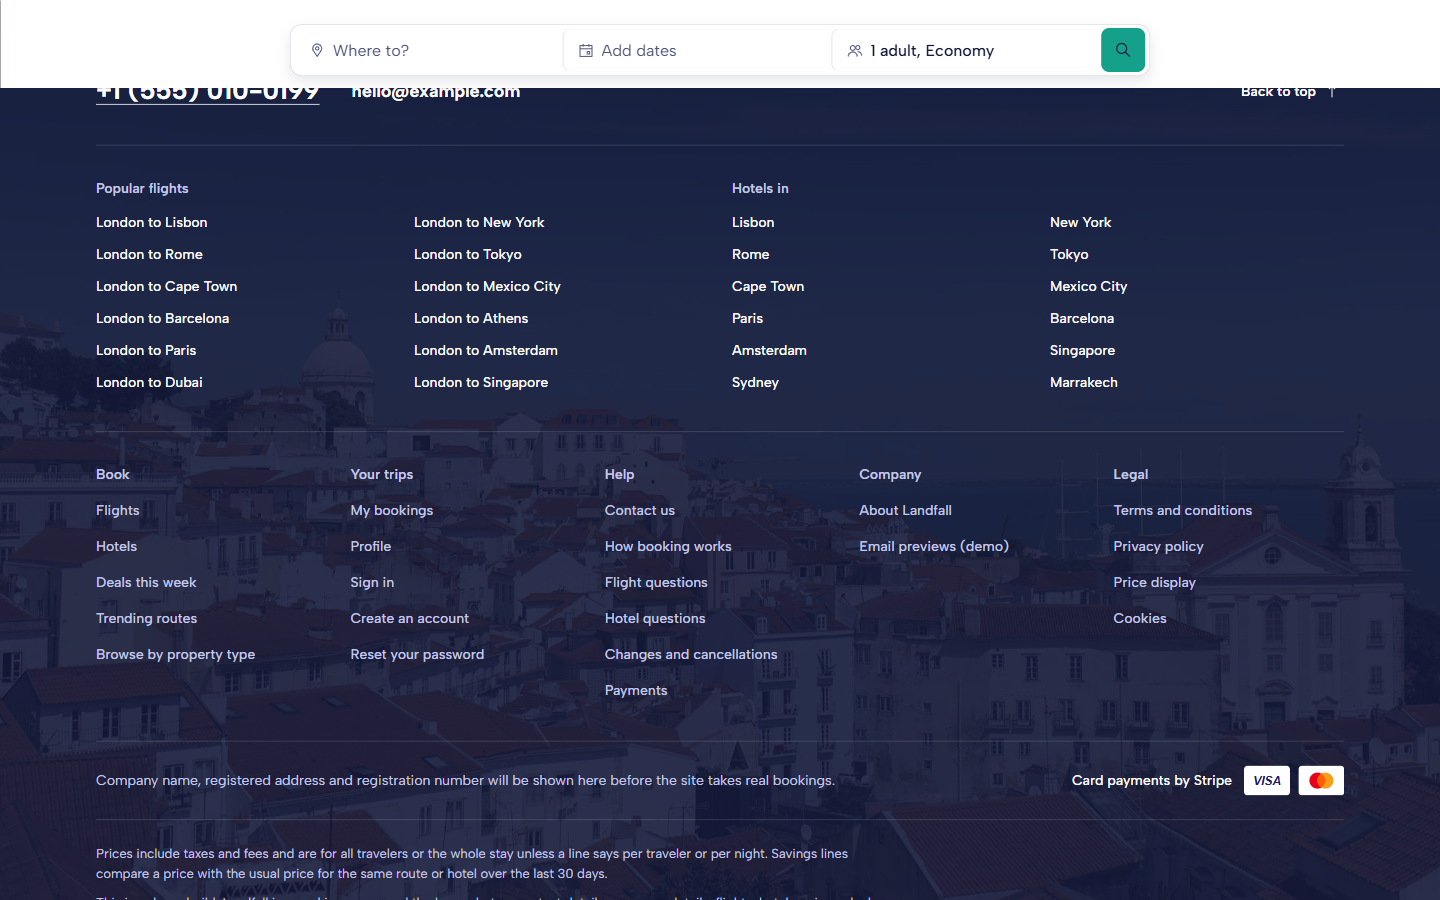 Where to?
Add dates
1 adult, Economy
+1 (555) 010-0199
hello@example.com
Back to top ↑
Popular flights
London to Lisbon
London to Rome
London to Cape Town
London to Barcelona
London to Paris
London to Dubai
London to New York
London to Tokyo
London to Mexico City
London to Athens
London to Amsterdam
London to Singapore
Hotels in
Lisbon
Rome
Cape Town
Paris
Amsterdam
Sydney
New York
Tokyo
Mexico City
Barcelona
Singapore
Marrakech
Book
Flights
Hotels
Deals this week
Trending routes
Browse by property type
Your trips
My bookings
Profile
Sign in
Create an account
Reset your password
Help
Contact us
How booking works
Flight questions
Hotel questions
Changes and cancellations
Payments
Company
About Landfall
Email previews (demo)
Legal
Terms and conditions
Privacy policy
Price display
Cookies
Company name, registered address and registration number will be shown here before the site takes real bookings.
Card payments by Stripe
VISA
Prices include taxes and fees and are for all travelers or the whole stay unless a line says per traveler or per night. Savings lines
compare a price with the usual price for the same route or hotel over the last 30 days.